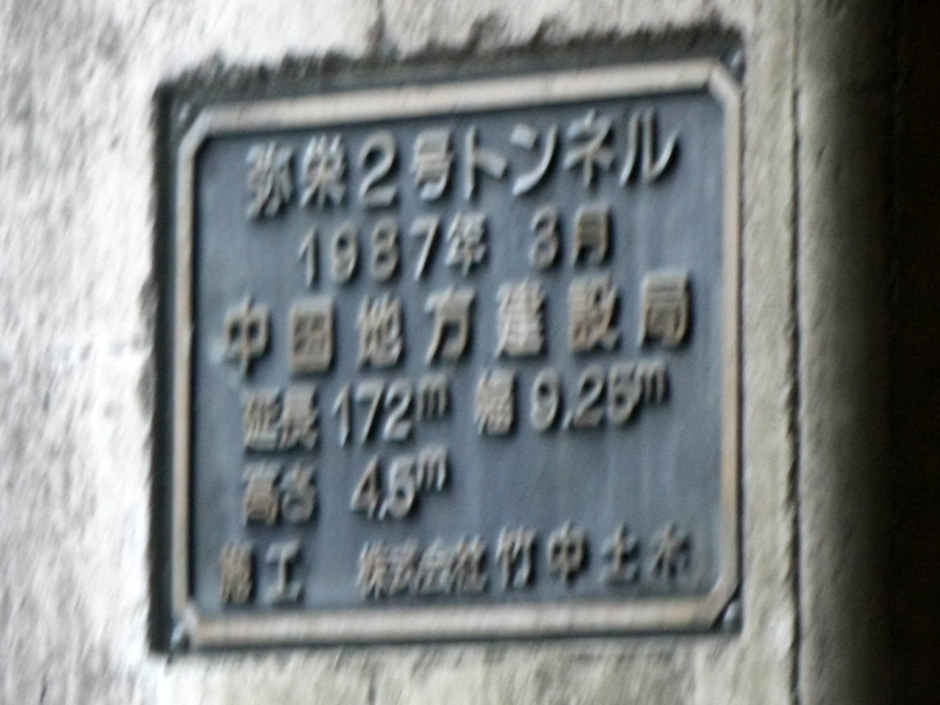 弥栄2号トンネル
1987年 3月
中国地方建設局
延長 172m 幅 9.25m
高さ 4.5m
施工 株式会社竹中土木